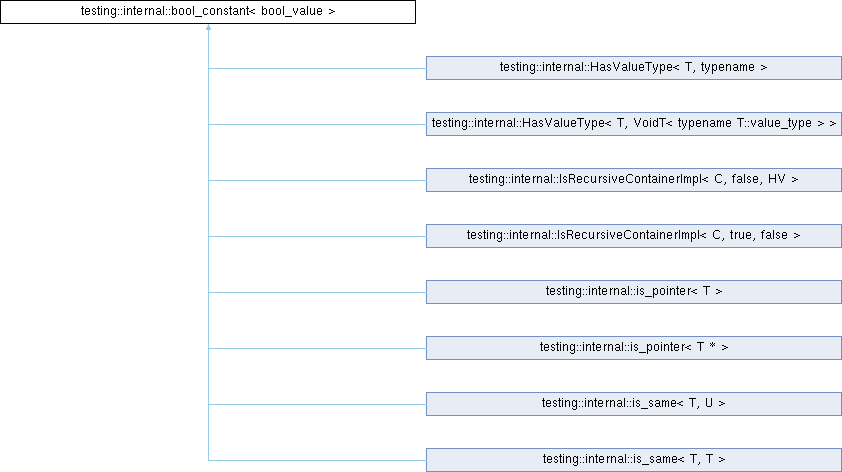 testing::internal::bool_constant< bool_value >
testing::internal::HasValueType< T, typename >
testing::internal::HasValueType< T, VoidT< typename T::value_type > >
testing::internal::IsRecursiveContainerImpl< C, false, HV >
testing::internal::IsRecursiveContainerImpl< C, true, false >
testing::internal::is_pointer< T >
testing::internal::is_pointer< T * >
testing::internal::is_same< T, U >
testing::internal::is_same< T, T >